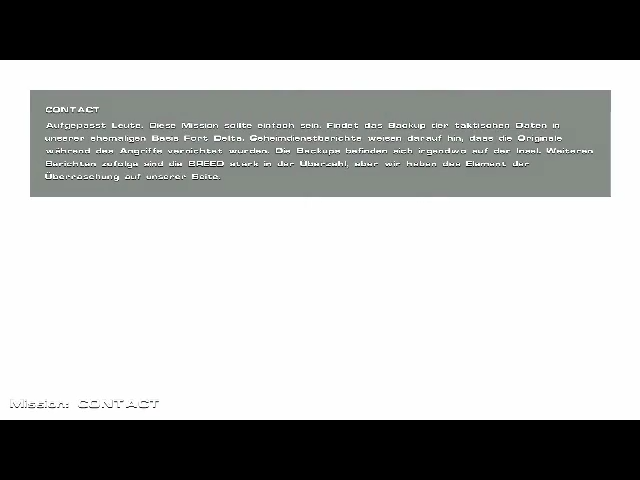 CONTACT
Aufgepasst Leute. Diese Mission sollte einfach sein. Findet das Backup der taktischen Daten in
unserer ehemaligen Basis Fort Delta. Geheimdienstberichte weisen darauf hin, dass die Originale
während des Angriffs vernichtet wurden. Die Backups befinden sich irgendwo auf der Insel. Weiteren
Berichten zufolge sind die BREED stark in der Überzahl, aber wir haben das Element der
Überraschung auf unserer Seite.
Mission: CONTACT